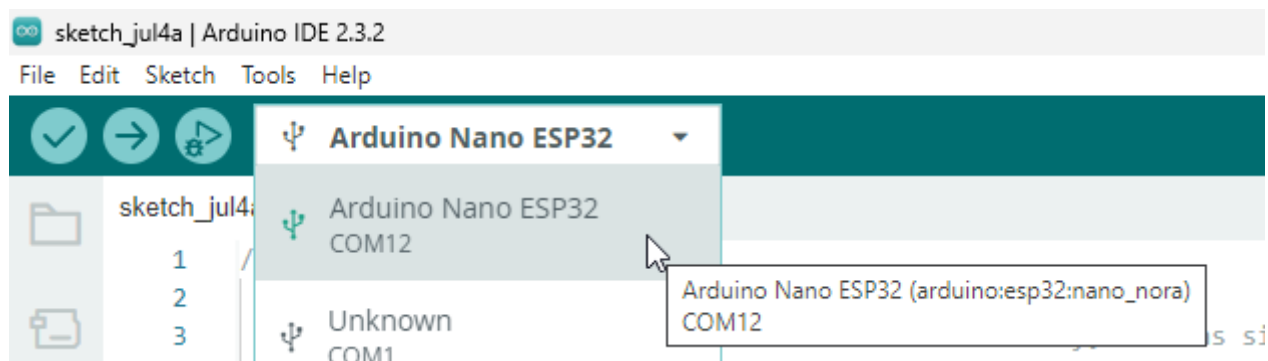 sketch_jul4a | Arduino IDE 2.3.2
File Edit Sketch Tools Help
Arduino Nano ESP32
sketch_jul4a
Arduino Nano ESP32
COM12
1 /
2
3
Arduino Nano ESP32 (arduino:esp32:nano_nora)
COM12
Unknown
COM1